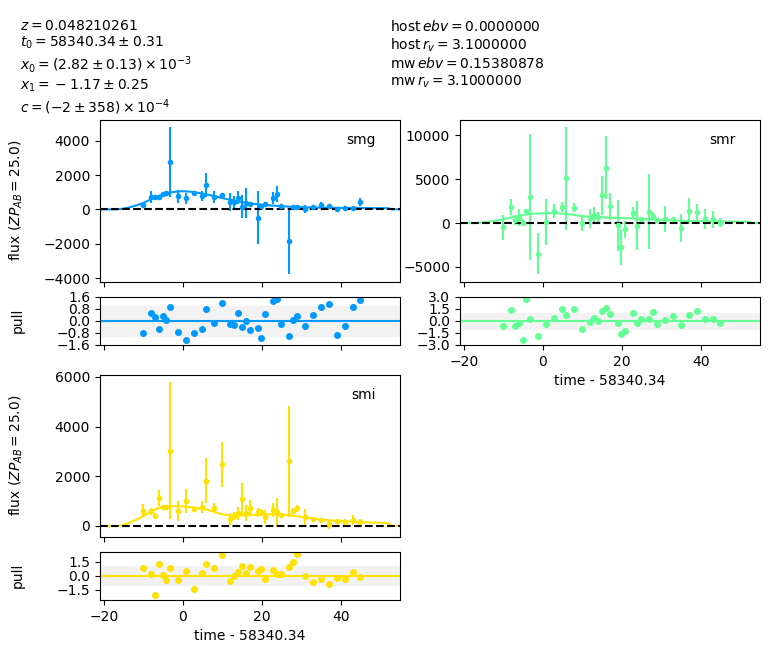 z = 0.048210261
t₀ = 58340.34 ± 0.31
x₀ = (2.82 ± 0.13) × 10⁻³
x₁ = −1.17 ± 0.25
c = (−2 ± 358) × 10⁻⁴
host ebv = 0.0000000
host r_v = 3.1000000
mw ebv = 0.15380878
mw r_v = 3.1000000
smg
flux (ZP_AB = 25.0)
4000
2000
0
−2000
−4000
smr
10000
5000
0
−5000
pull
1.6
0.8
0.0
−0.8
−1.6
3.0
1.5
0.0
−1.5
−3.0
−20 0 20 40
time - 58340.34
smi
flux (ZP_AB = 25.0)
6000
4000
2000
0
pull
1.5
0.0
−1.5
−20 0 20 40
time - 58340.34